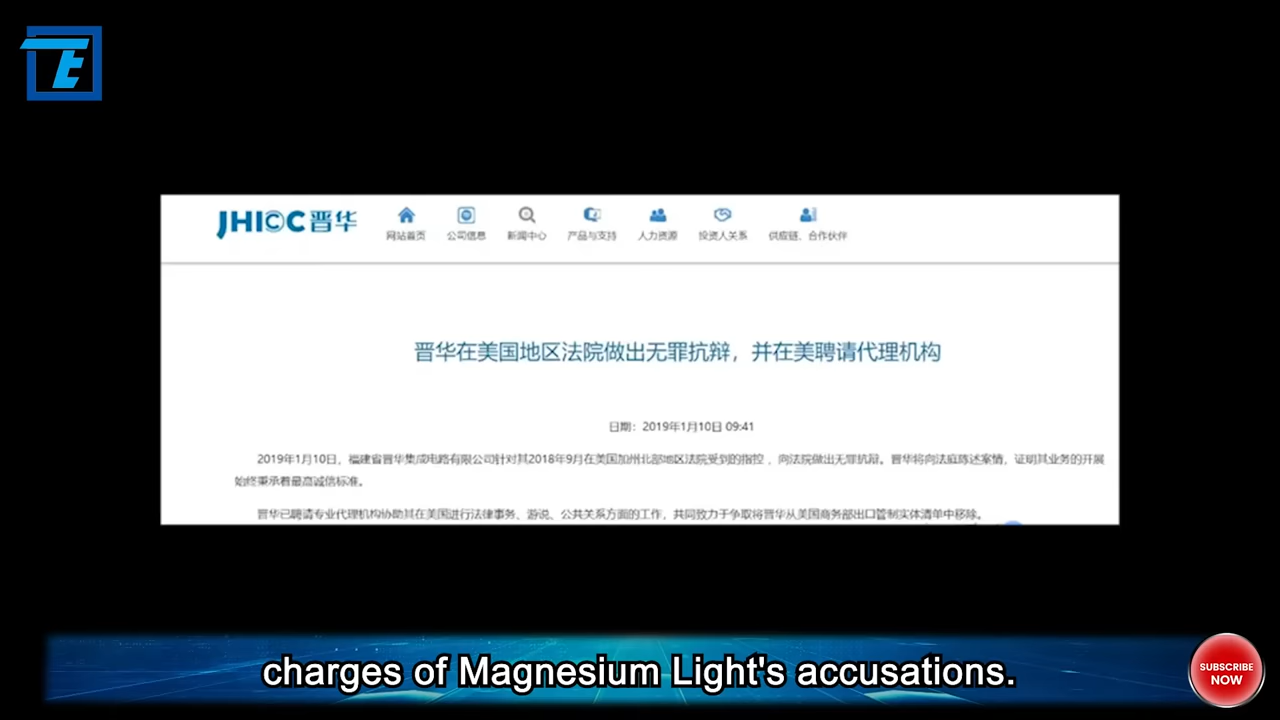 TE
JHICC晋华
网站首页 公司信息 新闻中心 产品与支持 人力资源 投资人关系 供应链、合作伙伴
晋华在美国地区法院做出无罪抗辩，并在美聘请代理机构
日期：2019年1月10日 09:41
2019年1月10日，福建省晋华集成电路有限公司针对其2018年9月在美国加州北部地区法院受到的指控，向法院做出无罪抗辩。晋华将向法庭陈述案情，证明其业务的开展
始终秉承着最高诚信标准。
晋华已聘请专业代理机构协助其在美国进行法律事务、游说、公共关系方面的工作，共同致力于争取将晋华从美国商务部出口管制实体清单中移除。
charges of Magnesium Light's accusations.
SUBSCRIBE
NOW